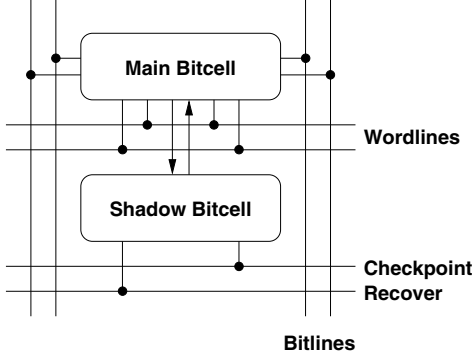 Main Bitcell
Wordlines
Shadow Bitcell
Checkpoint
Recover
Bitlines